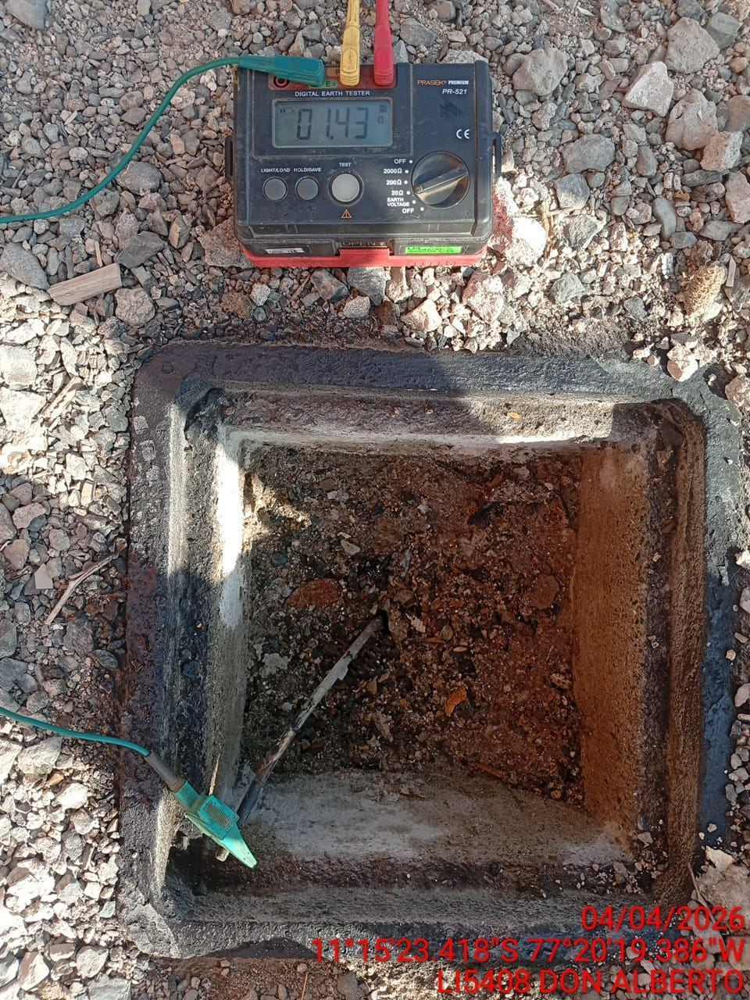 E
PRASEK® PREMIUM
PR-521
DIGITAL EARTH TESTER
01.43
Ω
CE
LIGHT/LOAD HOLD/SAVE TEST
OFF
2000Ω
200Ω
20Ω
EARTH
VOLTAGE
OFF
OPEN
04/04/2026
11°15'23.418"S 77°20'19.386"W
LI5408 DON ALBERTO